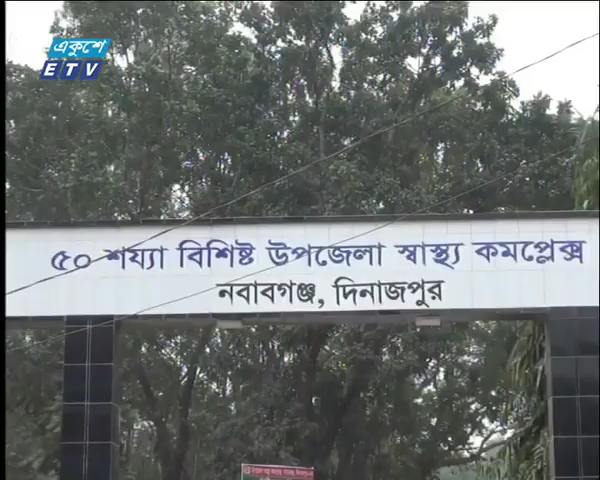 একুশে
ETV
৫০ শয্যা বিশিষ্ট উপজেলা স্বাস্থ্য কমপ্লেক্স
নবাবগঞ্জ, দিনাজপুর